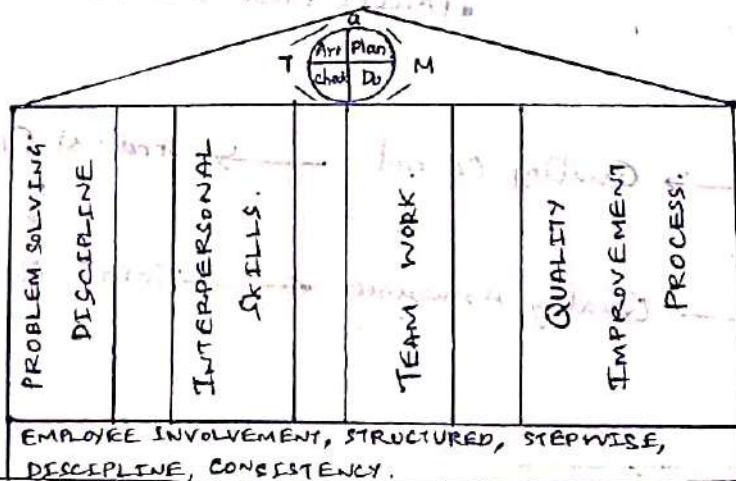 Q
T
M
Act
Plan
Check
Do
PROBLEM SOLVING
DISCIPLINE
INTERPERSONAL
SKILLS.
TEAM WORK.
QUALITY
IMPROVEMENT
PROCESS.
EMPLOYEE INVOLVEMENT, STRUCTURED, STEPWISE,
DISCIPLINE, CONSISTENCY.